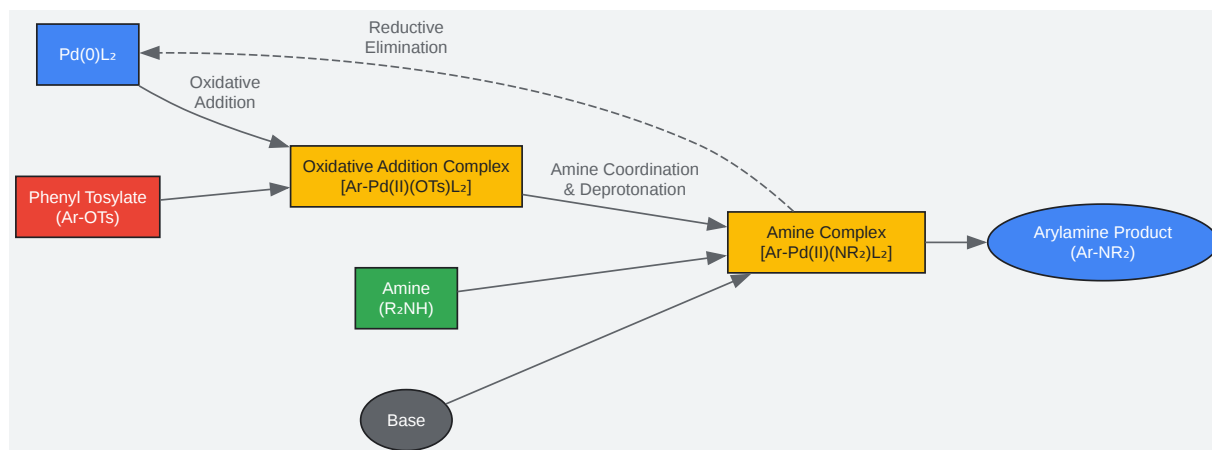 Pd(0)L₂
Reductive
Elimination
Oxidative
Addition
Oxidative Addition Complex
[Ar-Pd(II)(OTs)L₂]
Phenyl Tosylate
(Ar-OTs)
Amine Coordination
& Deprotonation
Amine Complex
[Ar-Pd(II)(NR₂)L₂]
Arylamine Product
(Ar-NR₂)
Amine
(R₂NH)
Base